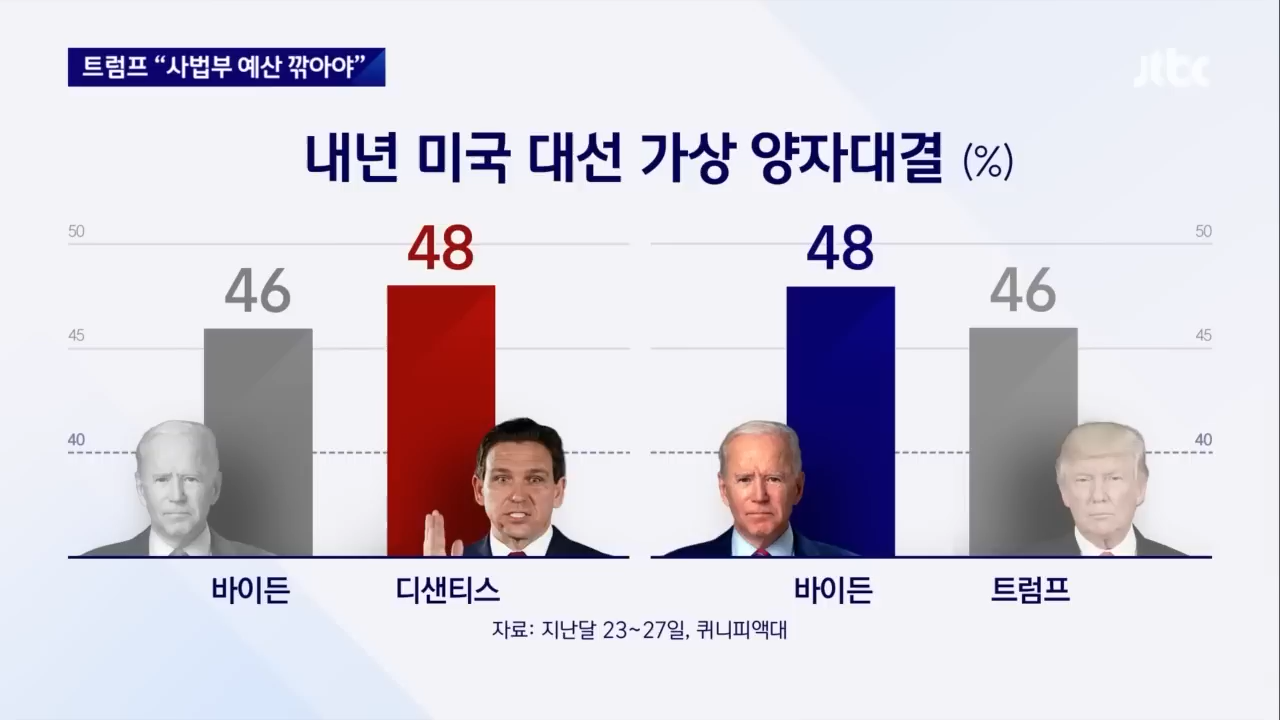 트럼프 “사법부 예산 깎아야”
jtbc
내년 미국 대선 가상 양자대결 (%)
50
48
48
50
46
46
45
45
40
40
바이든
디샌티스
바이든
트럼프
자료: 지난달 23~27일, 퀴니피액대